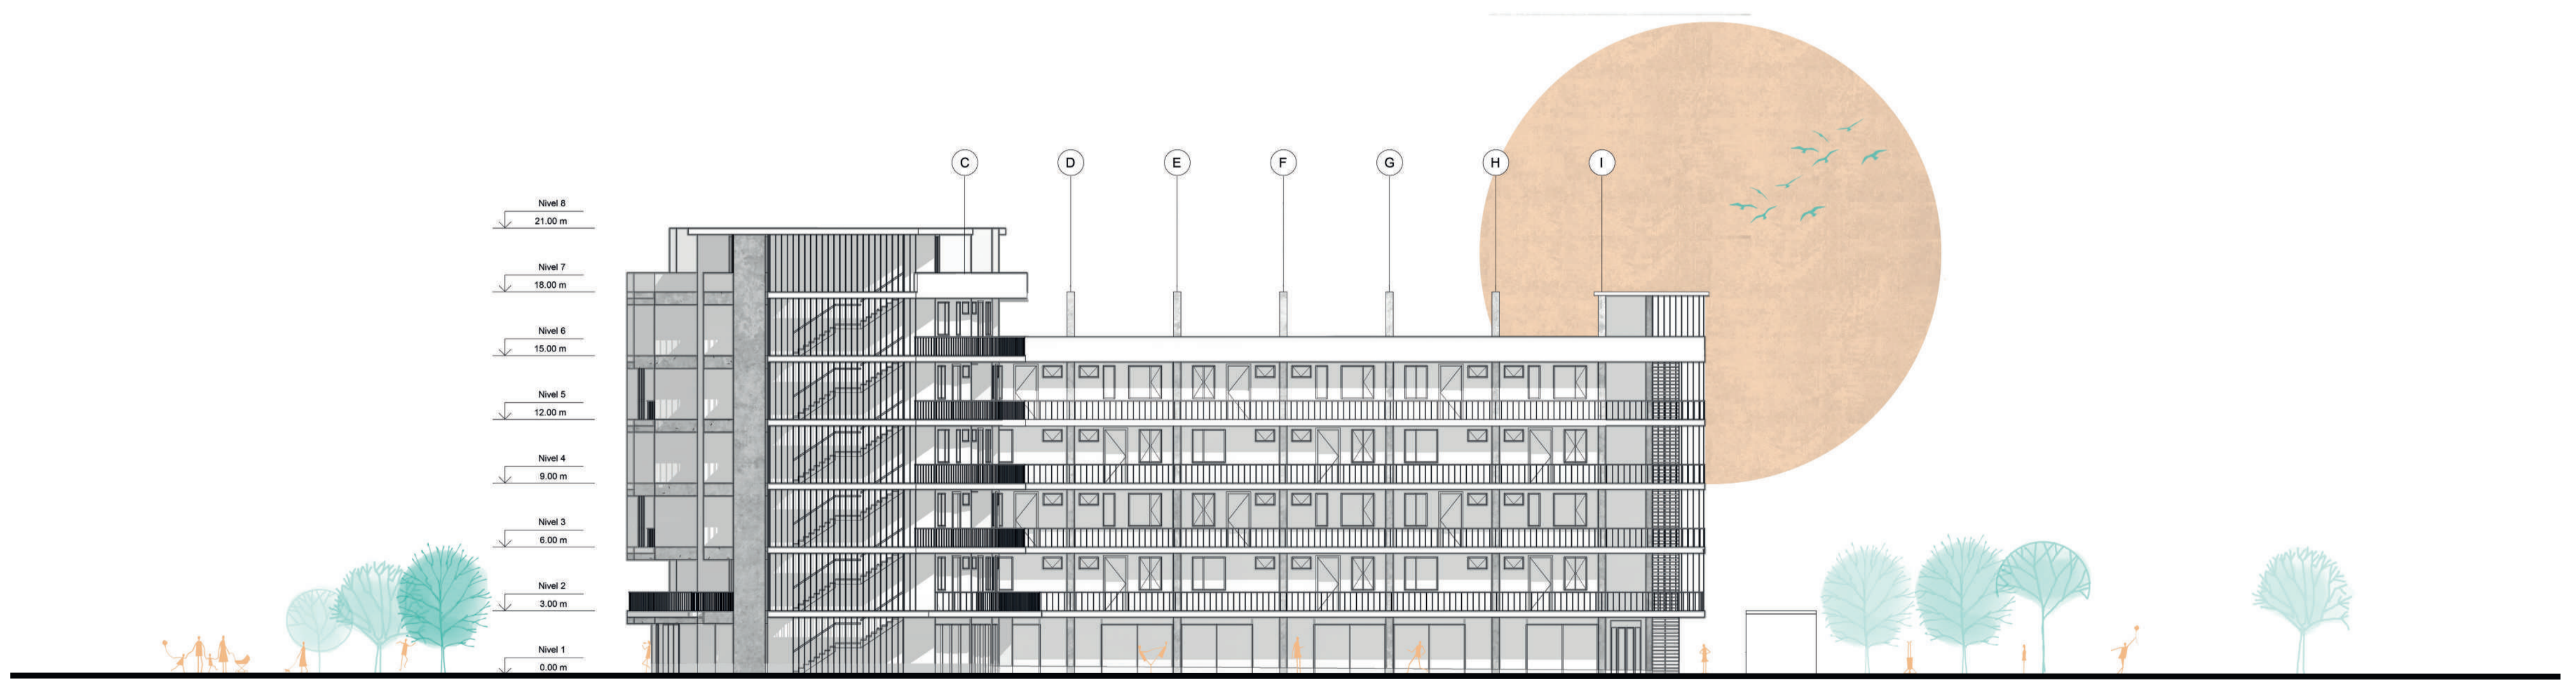 C D E F G H I
Nivel 8
21.00 m
Nivel 7
18.00 m
Nivel 6
15.00 m
Nivel 5
12.00 m
Nivel 4
9.00 m
Nivel 3
6.00 m
Nivel 2
3.00 m
Nivel 1
0.00 m